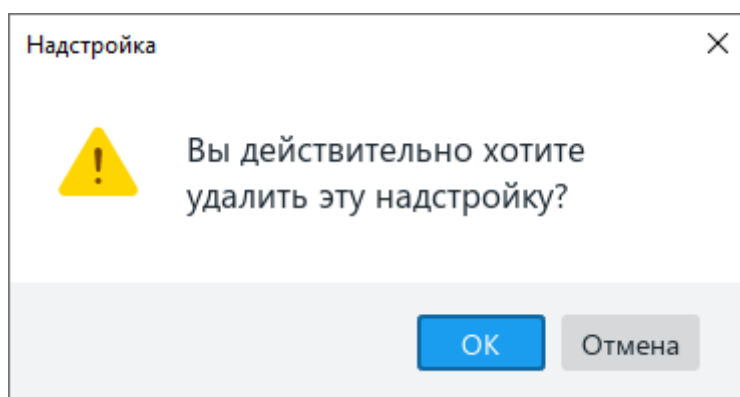 Надстройка
Вы действительно хотите
удалить эту надстройку?
ОК Отмена